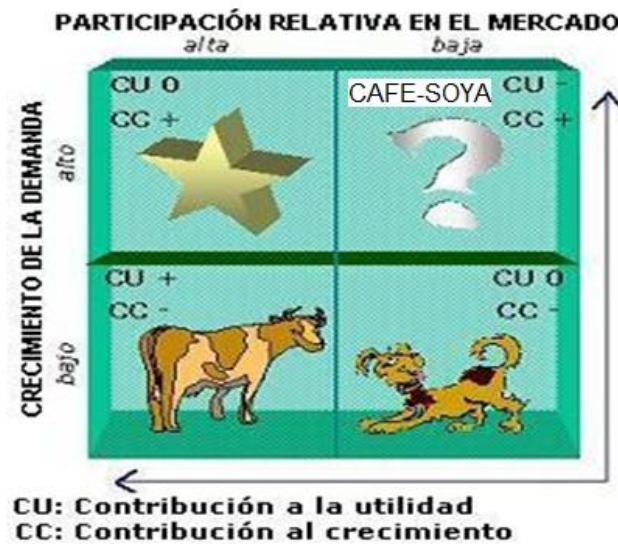 PARTICIPACIÓN RELATIVA EN EL MERCADO
alta
baja
CRECIMIENTO DE LA DEMANDA
alto
bajo
CU 0
CC +
CAFE-SOYA
CU -
CC +
?
CU +
CC -
CU 0
CC -
CU: Contribución a la utilidad
CC: Contribución al crecimiento